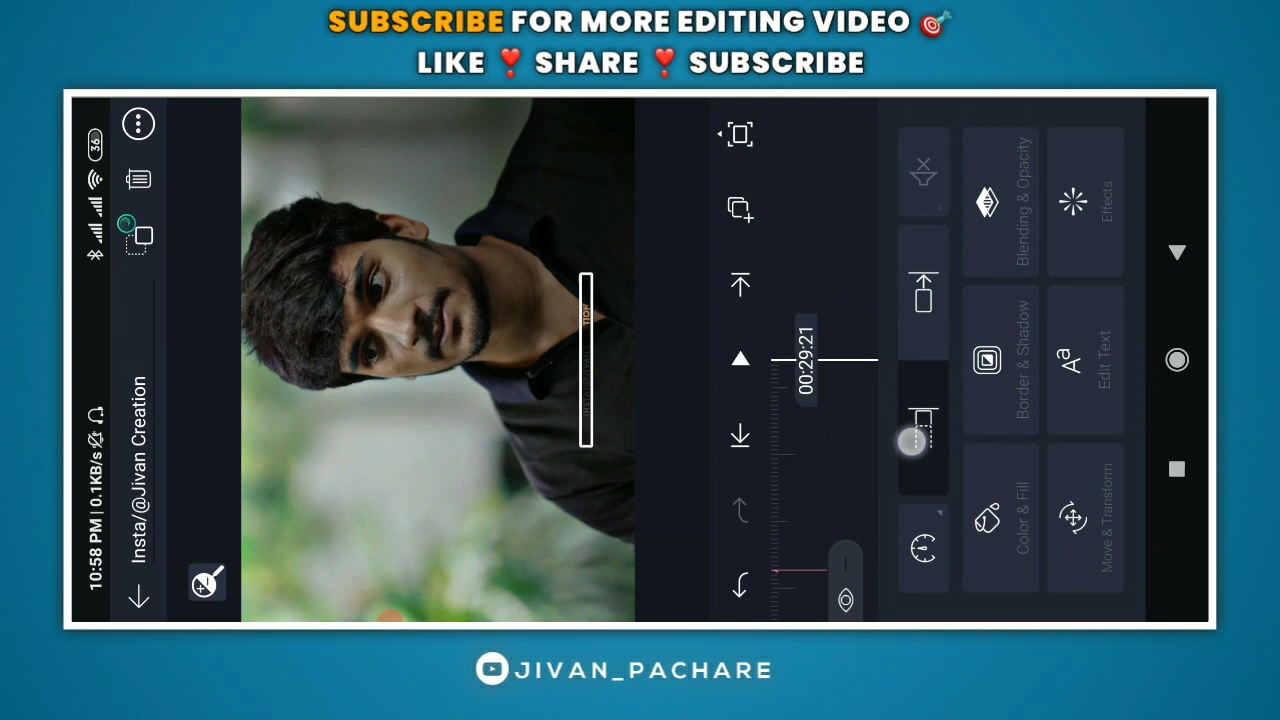 SUBSCRIBE FOR MORE EDITING VIDEO
LIKE SHARE SUBSCRIBE
10:58 PM | 0.1KB/s
36
Insta/@Jivan Creation
00:29:21
Color & Fill
Border & Shadow
Blending & Opacity
Move & Transform
Edit Text
Effects
JIVAN_PACHARE